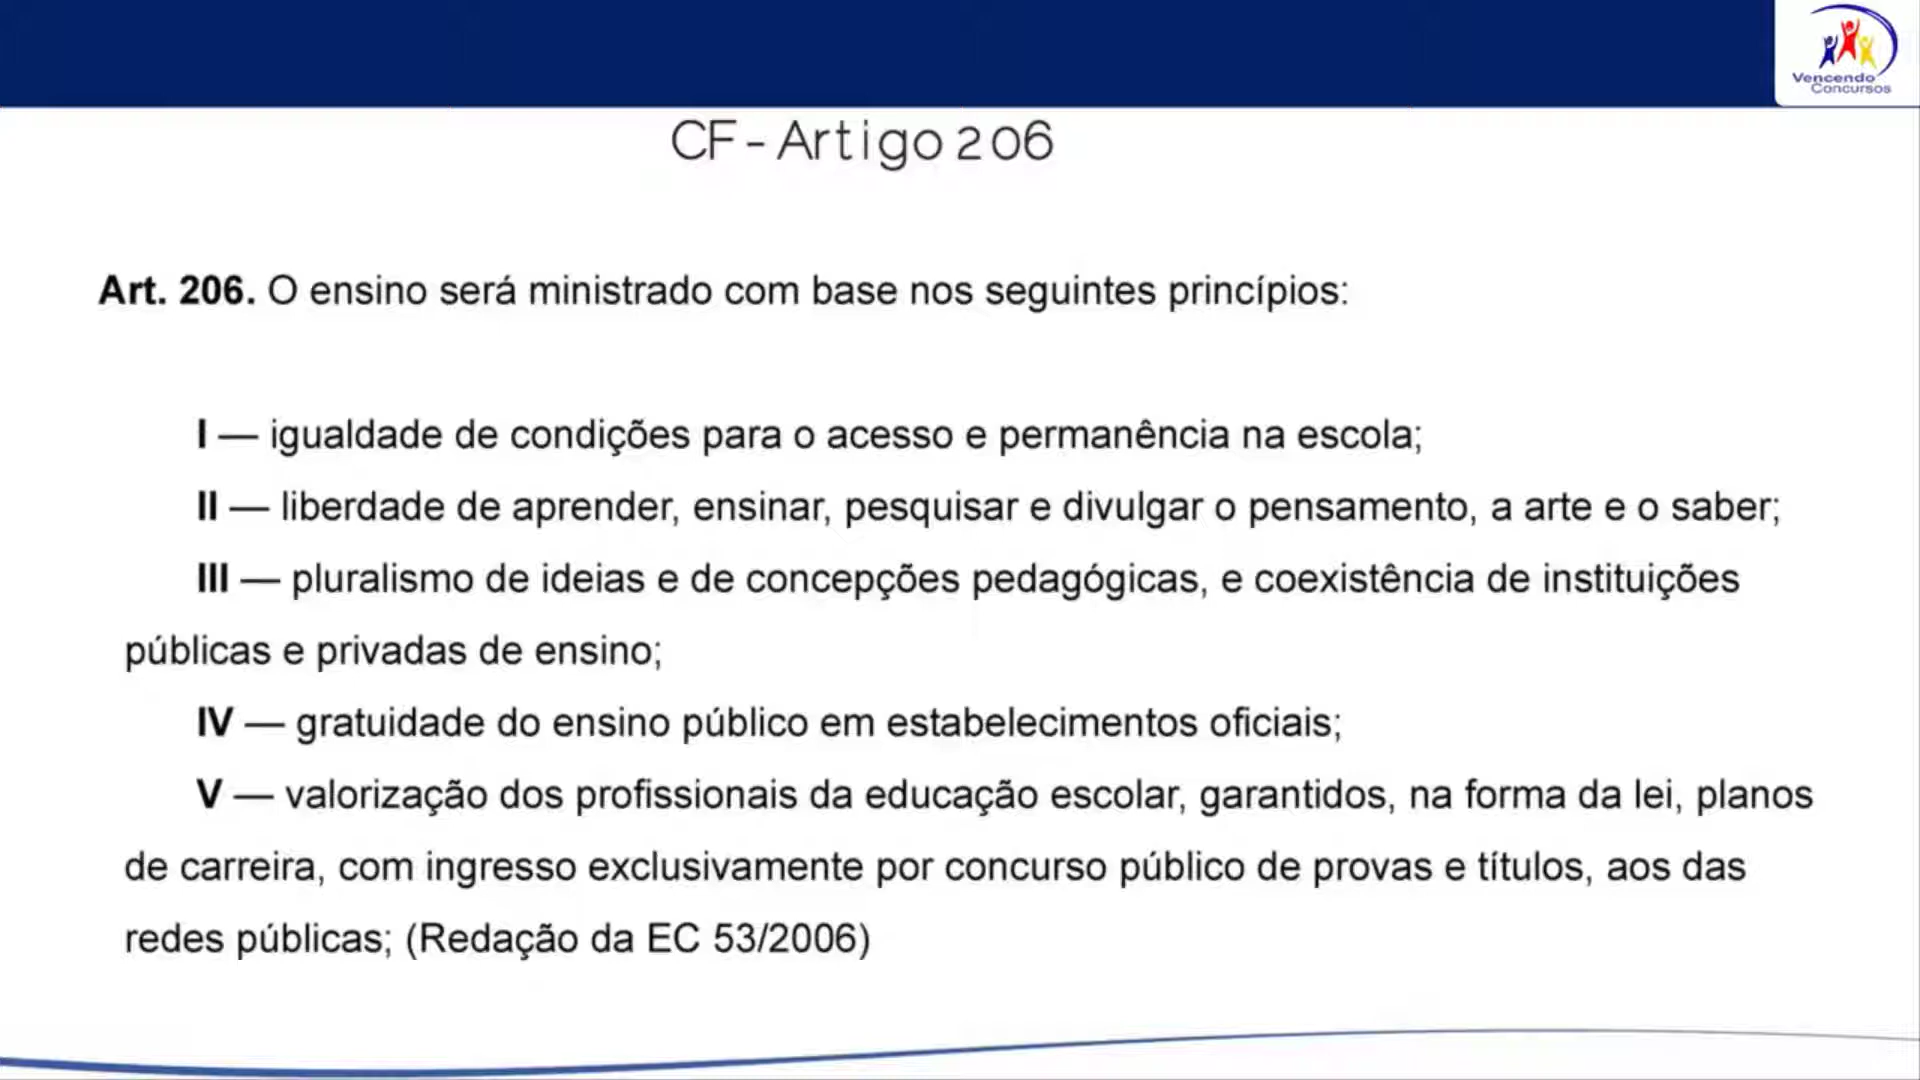 Vencendo
Concursos
CF - Artigo 206
Art. 206. O ensino será ministrado com base nos seguintes princípios:
I — igualdade de condições para o acesso e permanência na escola;
II — liberdade de aprender, ensinar, pesquisar e divulgar o pensamento, a arte e o saber;
III — pluralismo de ideias e de concepções pedagógicas, e coexistência de instituições
públicas e privadas de ensino;
IV — gratuidade do ensino público em estabelecimentos oficiais;
V — valorização dos profissionais da educação escolar, garantidos, na forma da lei, planos
de carreira, com ingresso exclusivamente por concurso público de provas e títulos, aos das
redes públicas; (Redação da EC 53/2006)